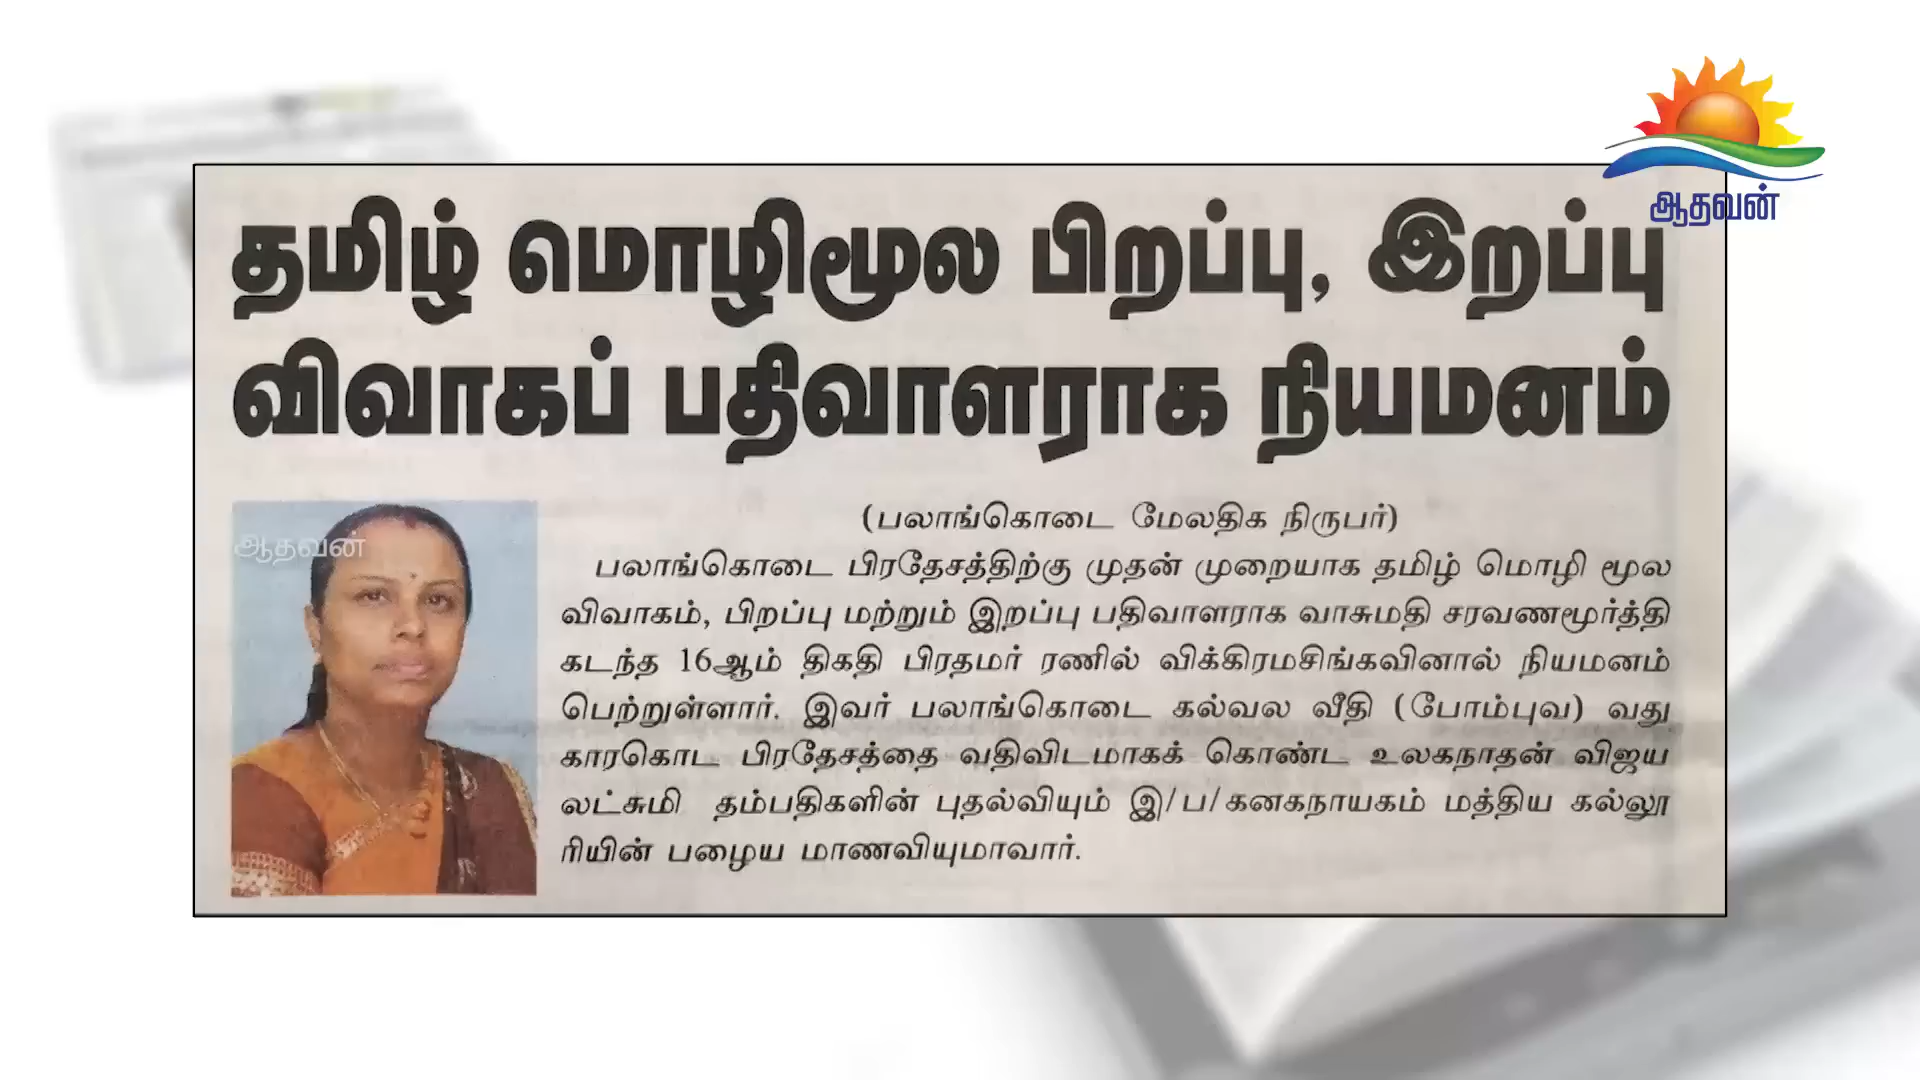 ஆதவன்
தமிழ் மொழிமூல பிறப்பு, இறப்பு
விவாகப் பதிவாளராக நியமனம்
ஆதவன்
(பலாங்கொடை மேலதிக நிருபர்)
பலாங்கொடை பிரதேசத்திற்கு முதன் முறையாக தமிழ் மொழி மூல
விவாகம், பிறப்பு மற்றும் இறப்பு பதிவாளராக வாசுமதி சரவணமூர்த்தி
கடந்த 16ஆம் திகதி பிரதமர் ரணில் விக்கிரமசிங்கவினால் நியமனம்
பெற்றுள்ளார். இவர் பலாங்கொடை கல்வல வீதி (போம்புவ) வது
காரகொட பிரதேசத்தை வதிவிடமாகக் கொண்ட உலகநாதன் விஜய
லட்சுமி தம்பதிகளின் புதல்வியும் இ/ப/கனகநாயகம் மத்திய கல்லூ
ரியின் பழைய மாணவியுமாவார்.